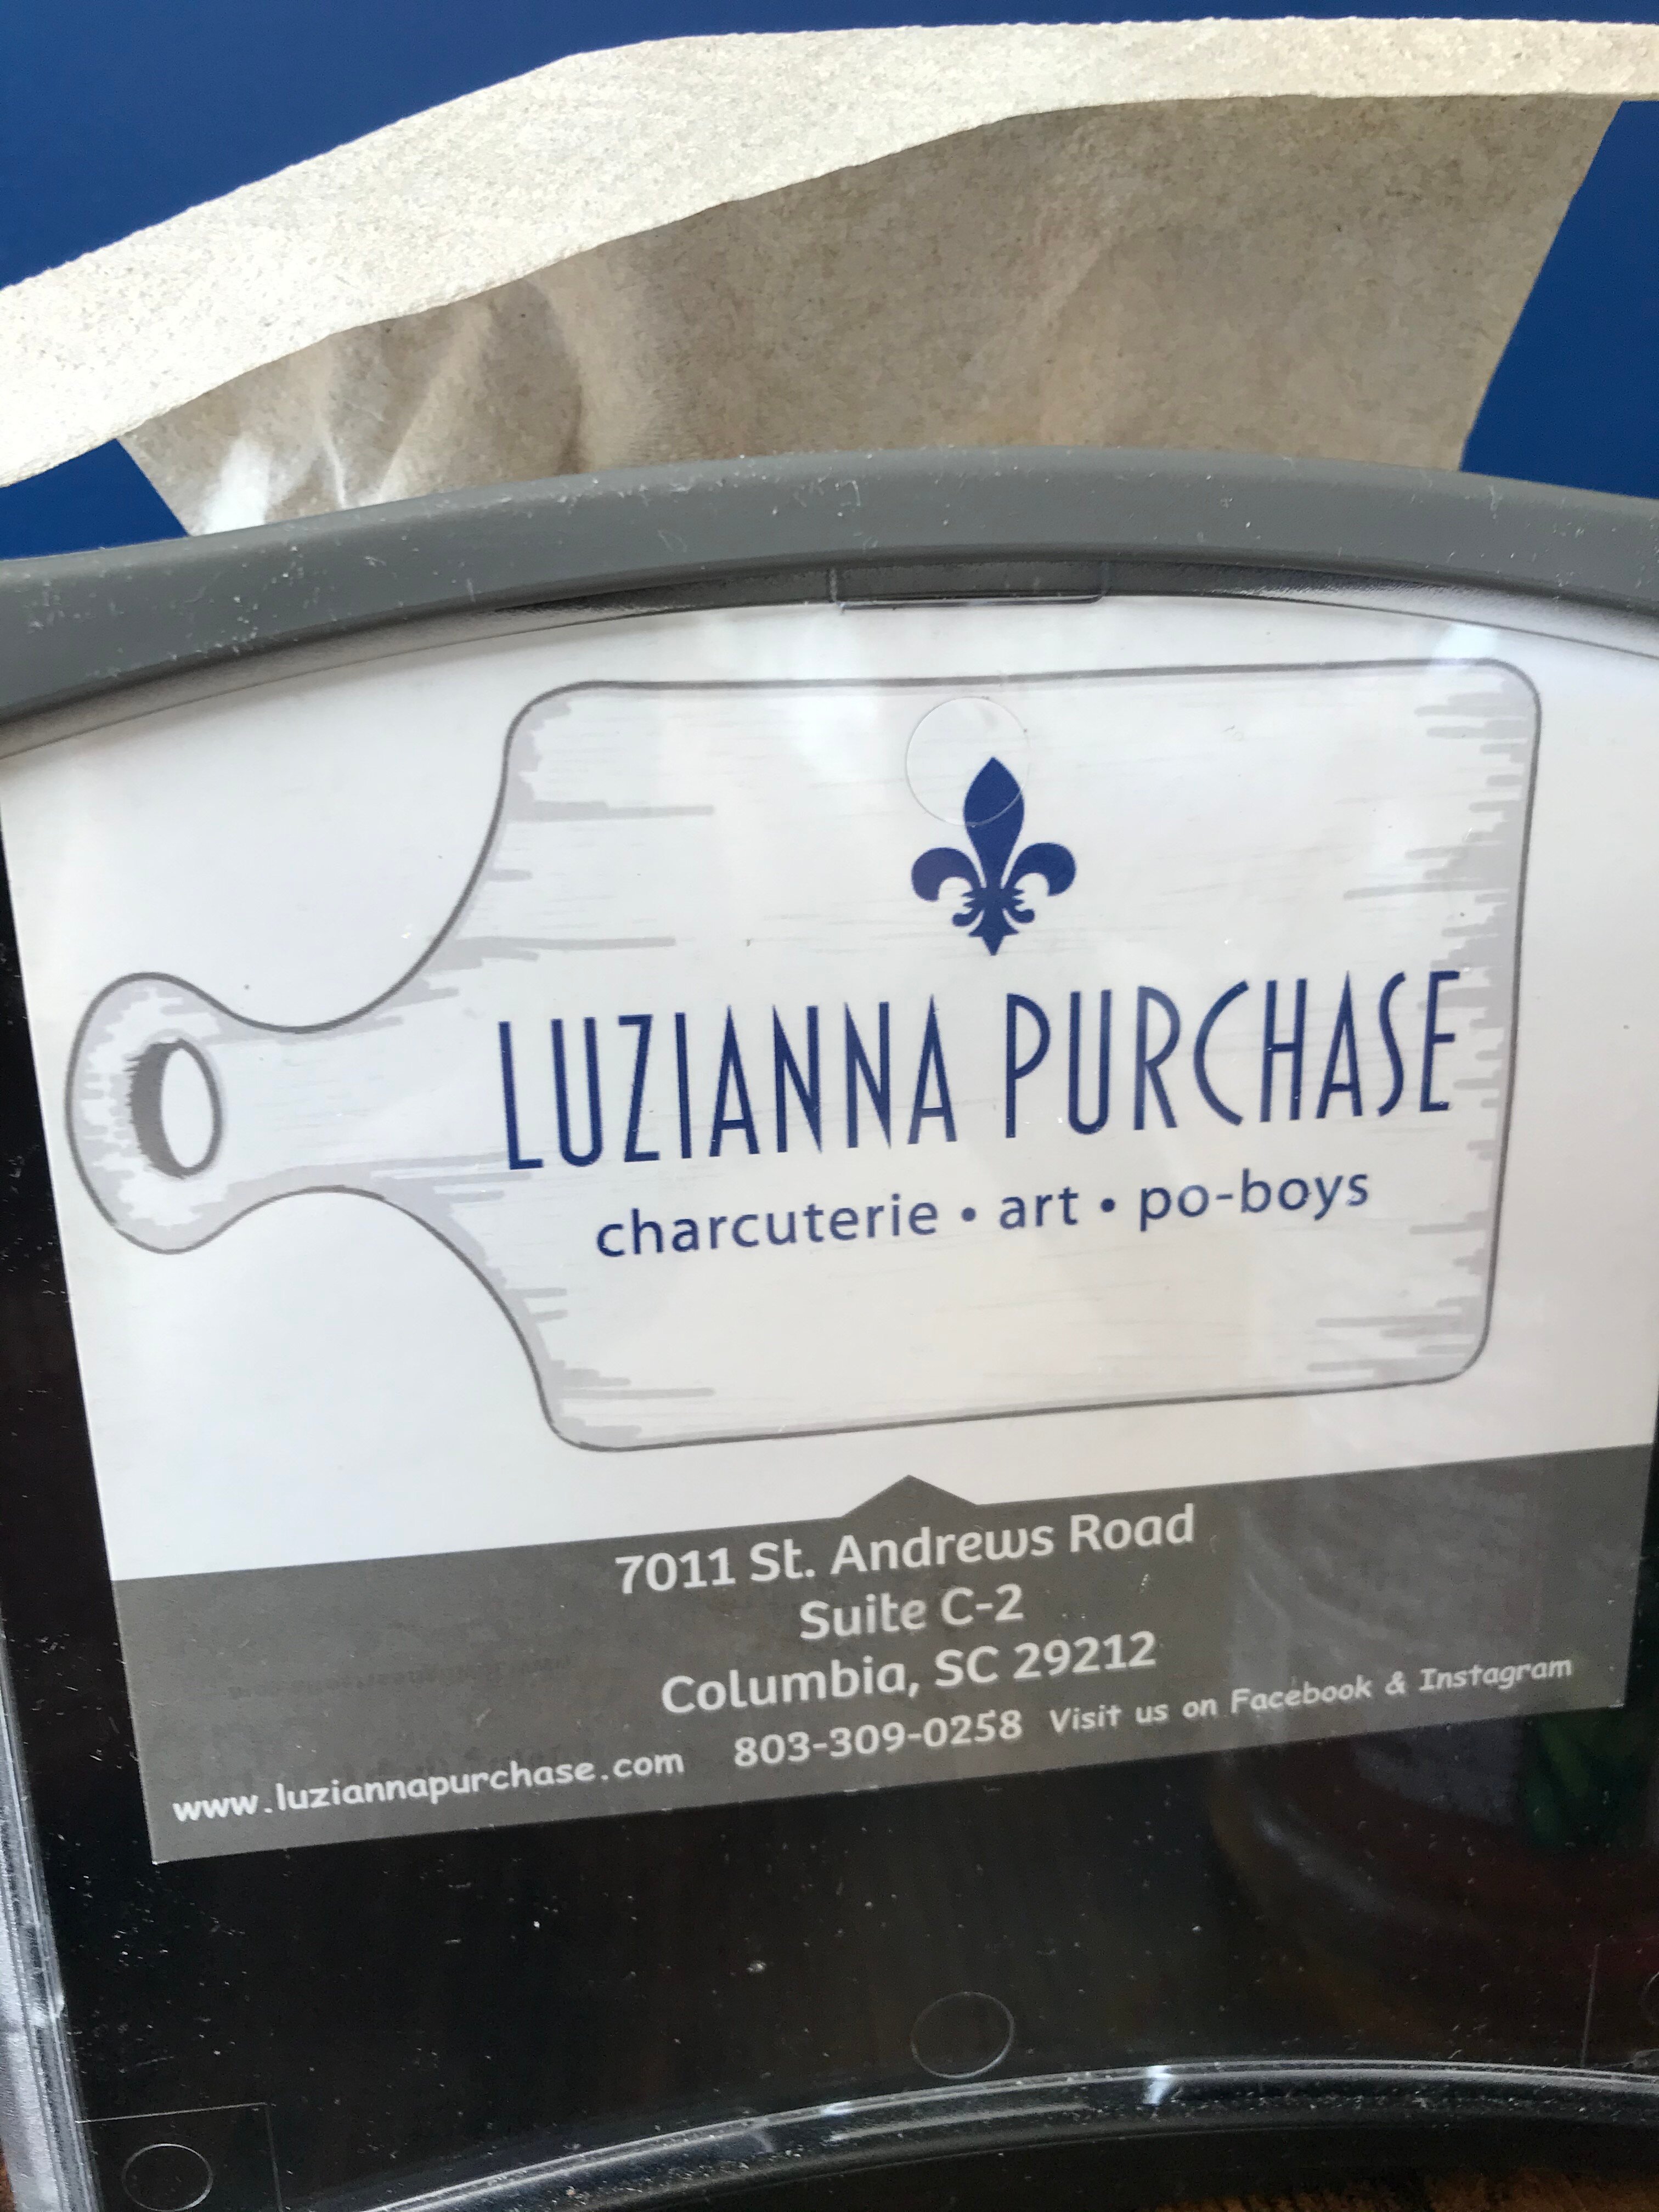 LUZIANNA PURCHASE
charcuterie • art • po-boys
7011 St. Andrews Road
Suite C-2
Columbia, SC 29212
www.luziannapurchase.com 803-309-0258 Visit us on Facebook & Instagram